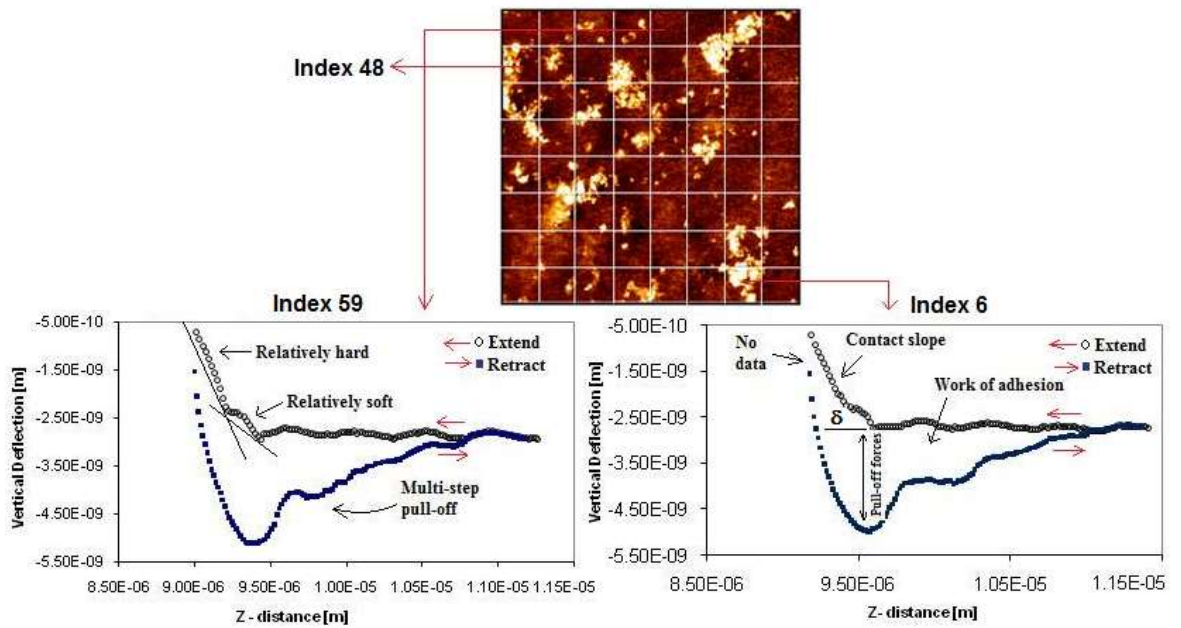 Index 48
Index 59
Index 6
-5.00E-10
-1.50E-09
-2.50E-09
-3.50E-09
-4.50E-09
-5.50E-09
Vertical Deflection [m]
Relatively hard
Relatively soft
Extend
Retract
Multi-step
pull-off
8.50E-06
9.00E-06
9.50E-06
1.00E-05
1.05E-05
1.10E-05
1.15E-05
Z - distance [m]
-5.00E-10
-1.50E-09
-2.50E-09
-3.50E-09
-4.50E-09
-5.50E-09
Vertical Deflection [m]
No
data
Contact slope
Extend
Retract
Work of adhesion
δ
Pull-off forces
8.50E-06
9.50E-06
1.05E-05
1.15E-05
Z- distance [m]